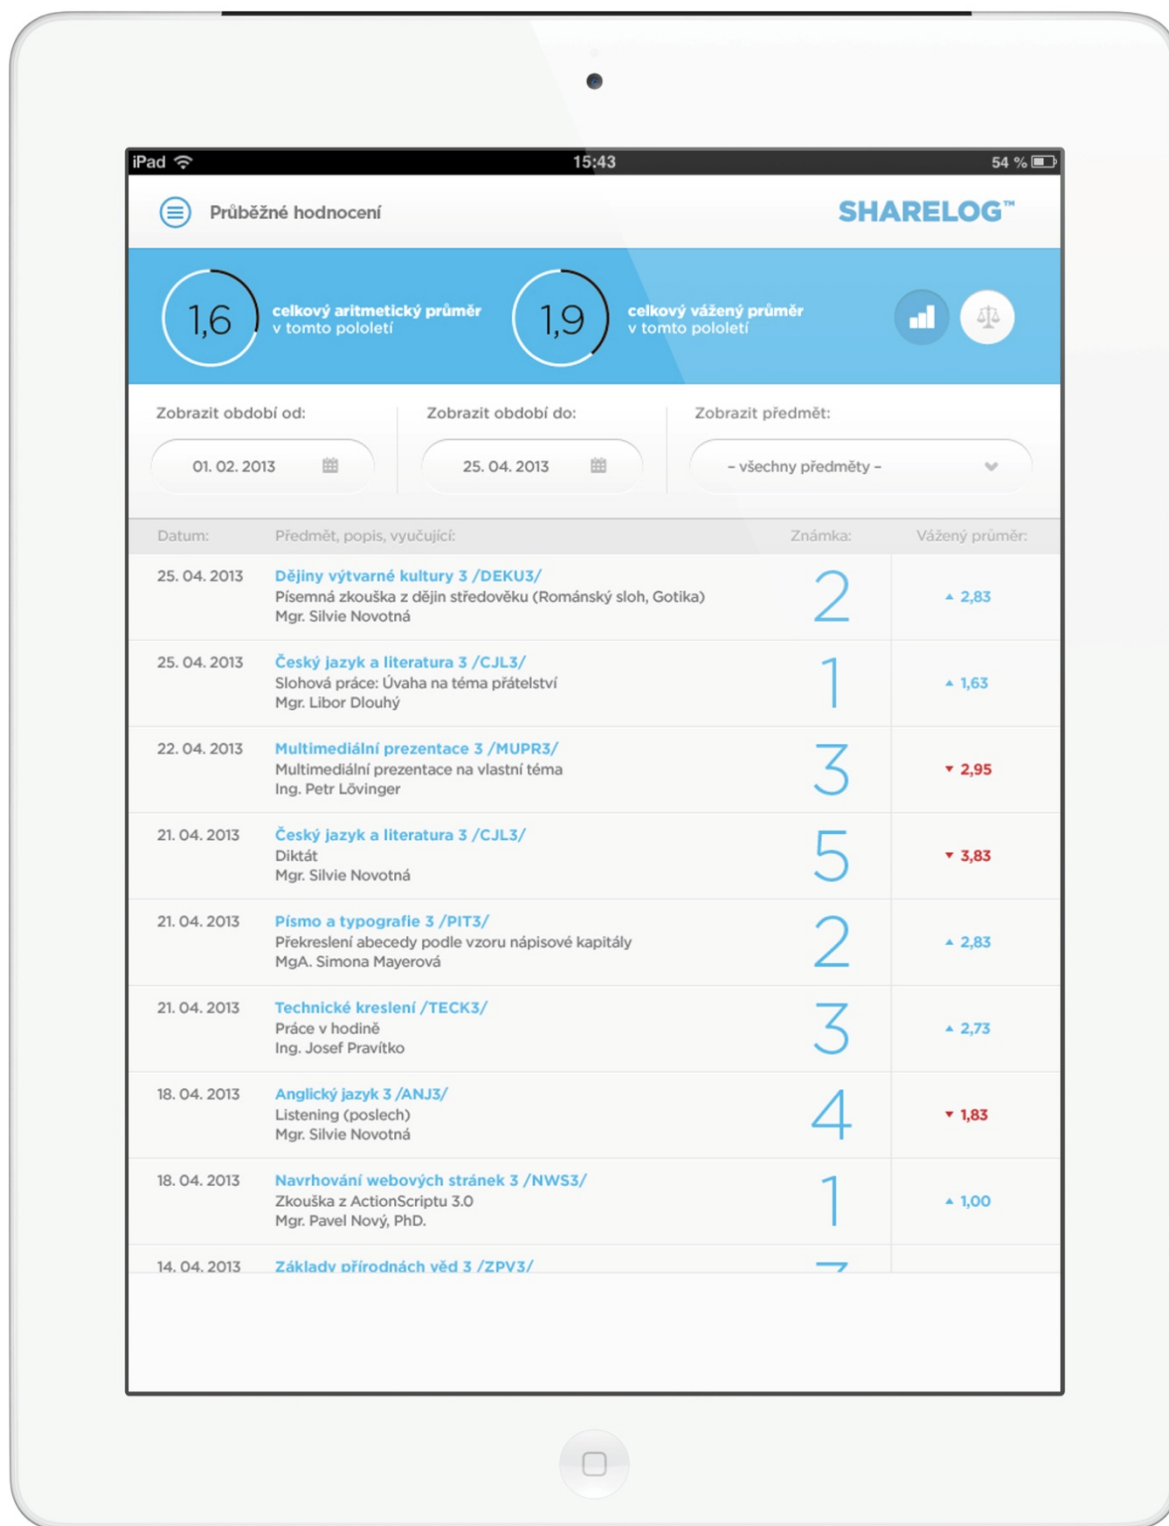 iPad 15:43 54 %
Průběžné hodnocení SHARELOG™
1,6 celkový aritmetický průměr
v tomto pololetí
1,9 celkový vážený průměr
v tomto pololetí
Zobrazit období od: Zobrazit období do: Zobrazit předmět:
01. 02. 2013 25. 04. 2013 – všechny předměty –
Datum: Předmět, popis, vyučující: Známka: Vážený průměr:
25. 04. 2013 Dějiny výtvarné kultury 3 /DEKU3/ 2 ▲ 2,83
Písemná zkouška z dějin středověku (Románský sloh, Gotika)
Mgr. Silvie Novotná
25. 04. 2013 Český jazyk a literatura 3 /CJL3/ 1 ▲ 1,63
Slohová práce: Úvaha na téma přátelství
Mgr. Libor Dlouhý
22. 04. 2013 Multimediální prezentace 3 /MUPR3/ 3 ▼ 2,95
Multimediální prezentace na vlastní téma
Ing. Petr Lövinger
21. 04. 2013 Český jazyk a literatura 3 /CJL3/ 5 ▼ 3,83
Diktát
Mgr. Silvie Novotná
21. 04. 2013 Písmo a typografie 3 /PIT3/ 2 ▲ 2,83
Překreslení abecedy podle vzoru nápisové kapitály
MgA. Simona Mayerová
21. 04. 2013 Technické kreslení /TECK3/ 3 ▲ 2,73
Práce v hodině
Ing. Josef Pravítko
18. 04. 2013 Anglický jazyk 3 /ANJ3/ 4 ▼ 1,83
Listening (poslech)
Mgr. Silvie Novotná
18. 04. 2013 Navrhování webových stránek 3 /NWS3/ 1 ▲ 1,00
Zkouška z ActionScriptu 3.0
Mgr. Pavel Nový, PhD.
14. 04. 2013 Základy přírodnách věd 3 /ZPV3/